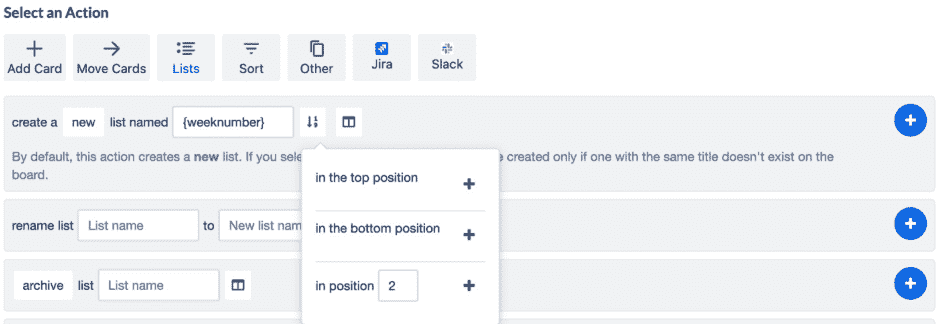 Select an Action
Add Card Move Cards Lists Sort Other Jira Slack
create a new list named {weeknumber}
By default, this action creates a new list. If you sele e created only if one with the same title doesn't exist on the
board.
in the top position
rename list List name to New list nam
in the bottom position
archive list List name
in position 2